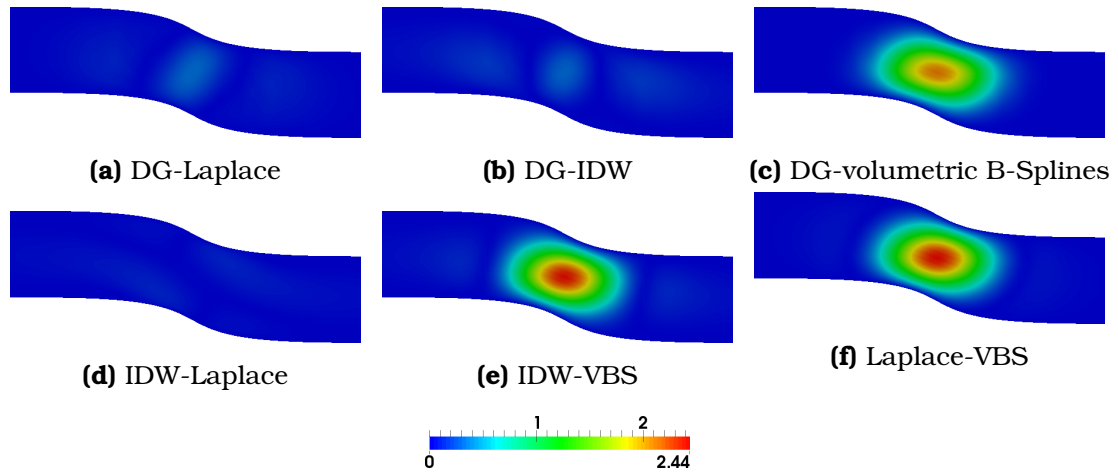 (a) DG-Laplace
(b) DG-IDW
(c) DG-volumetric B-Splines
(d) IDW-Laplace
(e) IDW-VBS
(f) Laplace-VBS
1 2
0 2.44